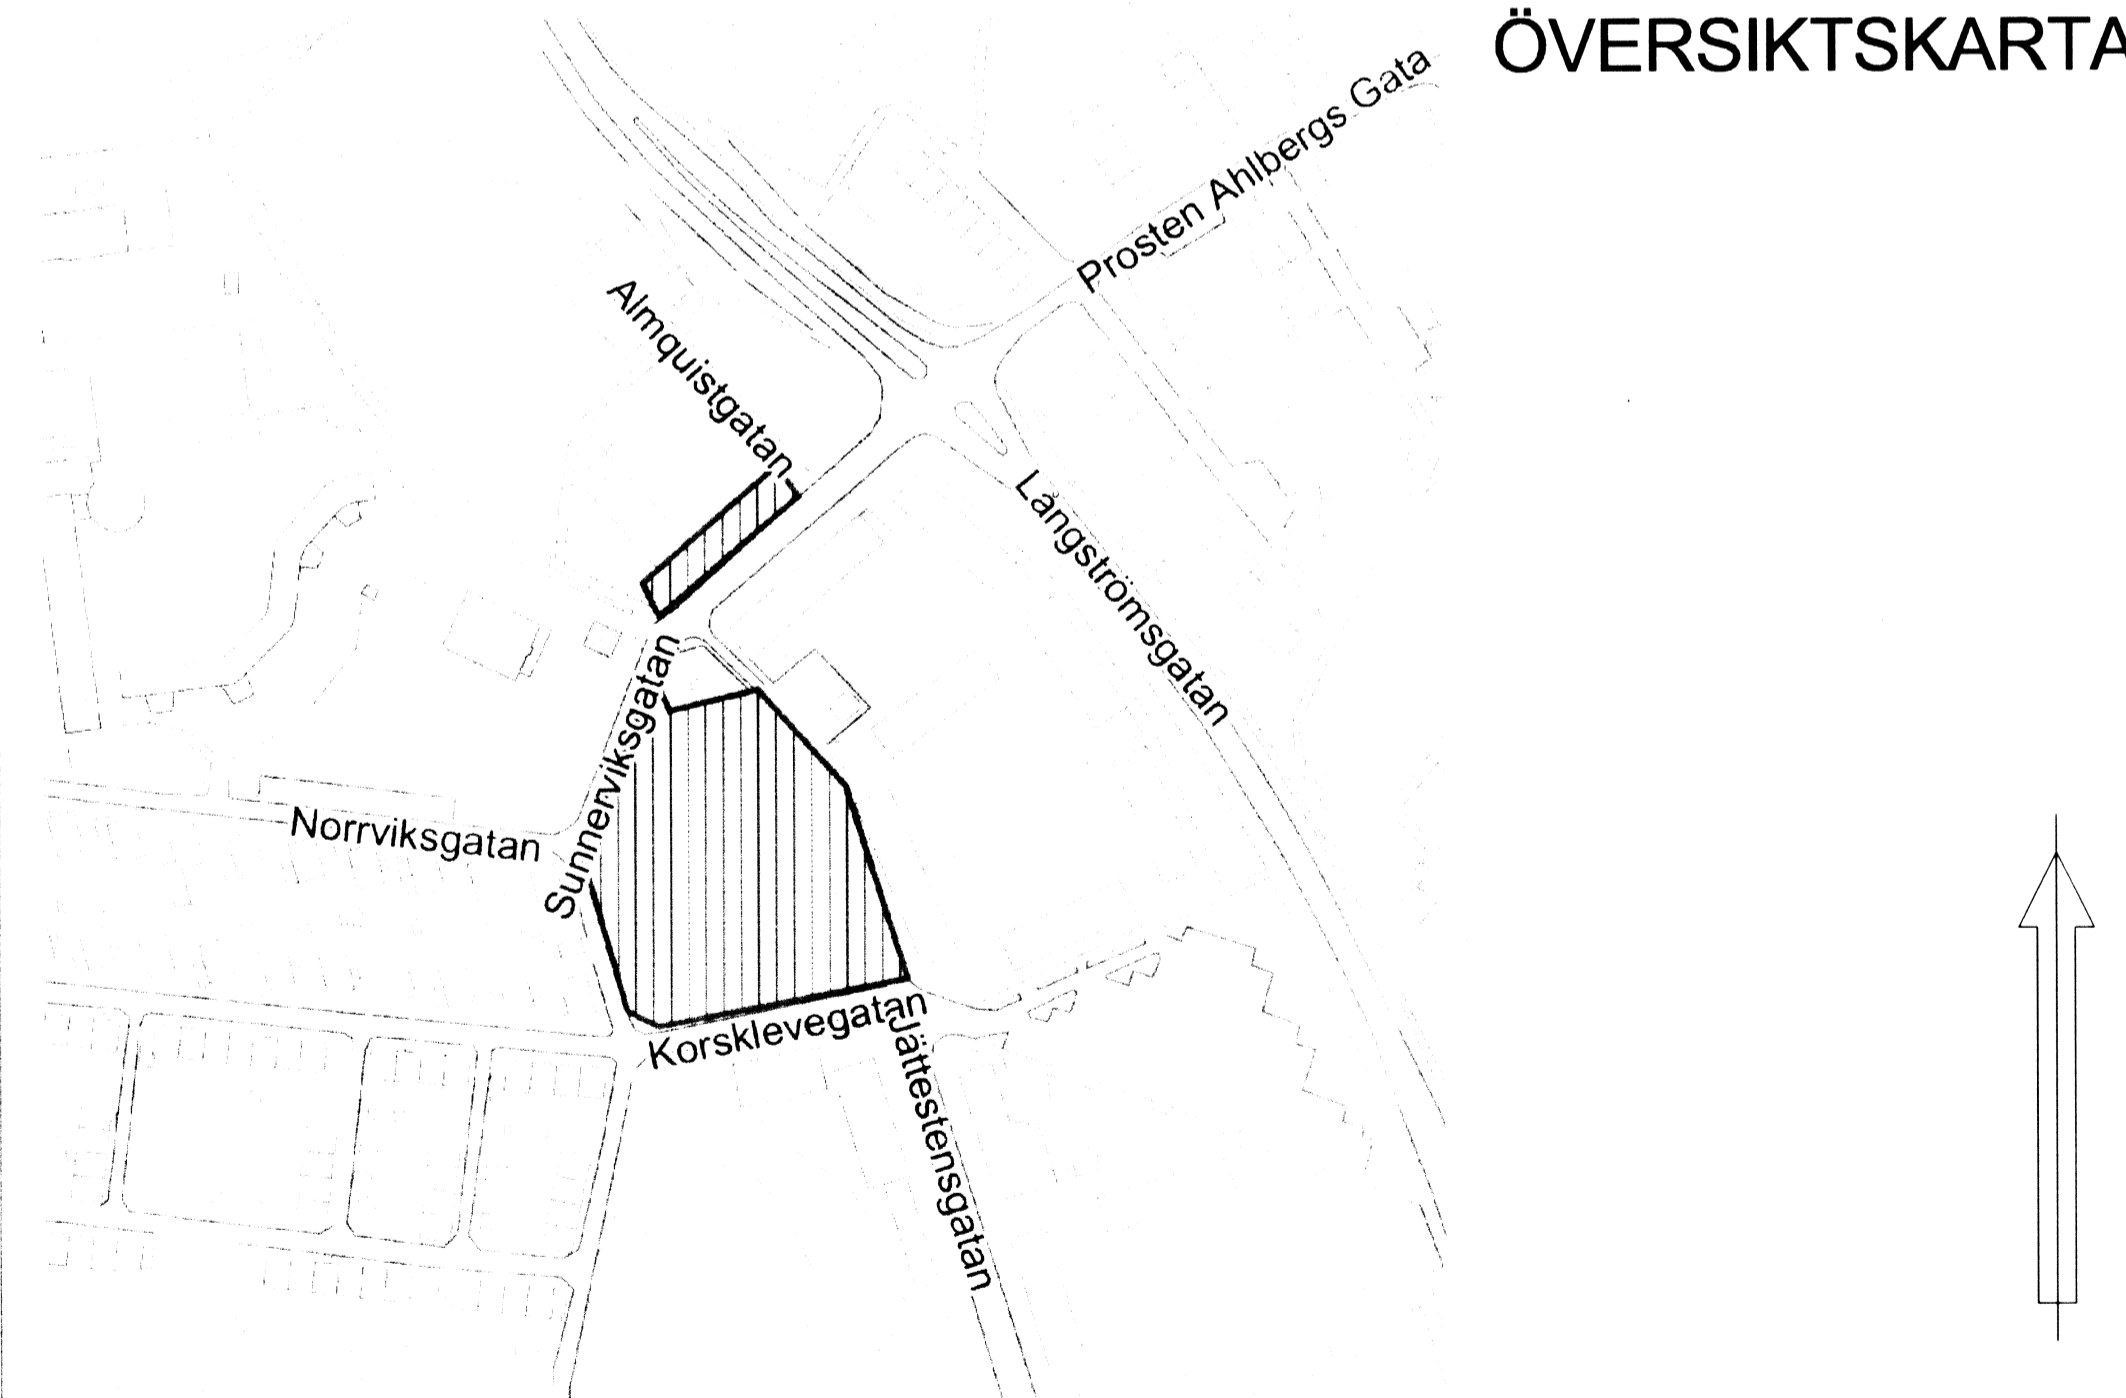 ÖVERSIKTSKARTA
Prosten Ahlbergs Gata
Almquistgatan
Långströmsgatan
Sunnerviksgatan
Norrviksgatan
Korsklevegatan
Jättestensgatan